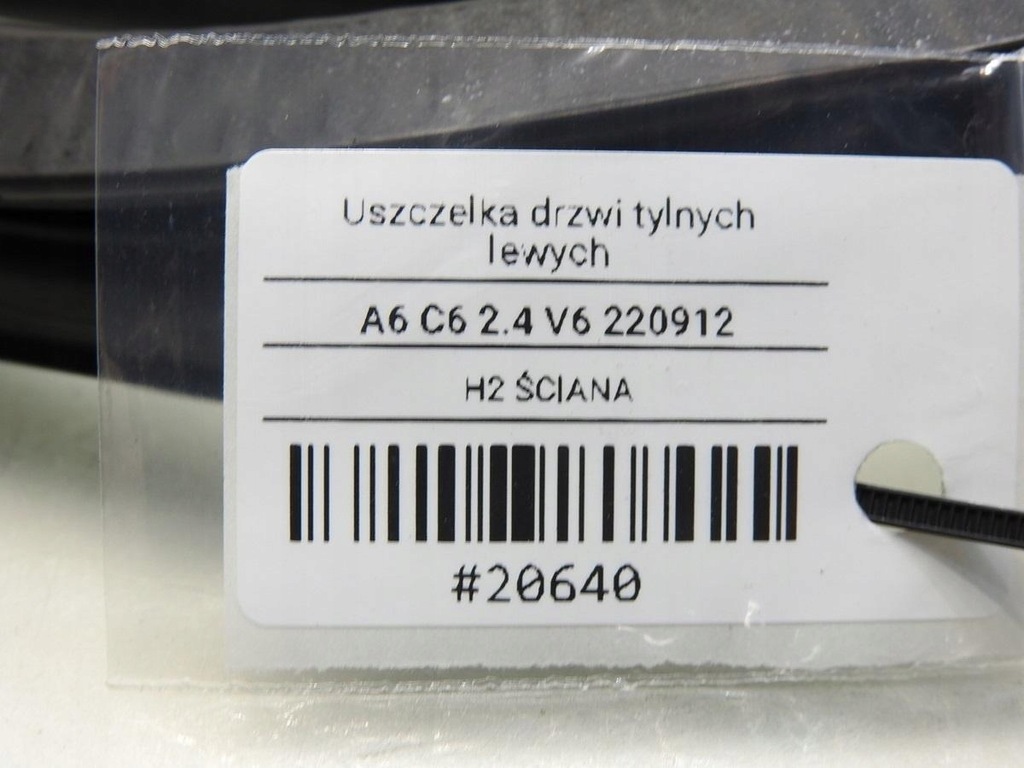 Uszczelka drzwi tylnych
lewych
A6 C6 2.4 V6 220912
H2 ŚCIANA
#20640